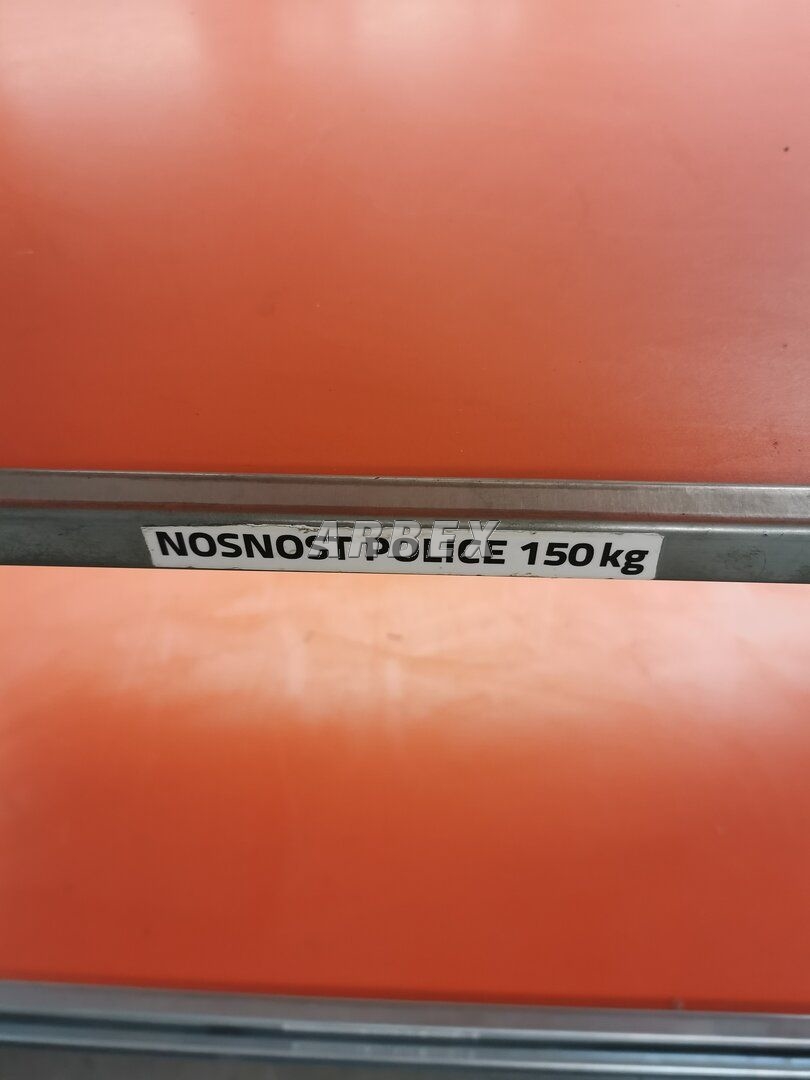 NOSNOST POLICE 150 kg
ARBEX